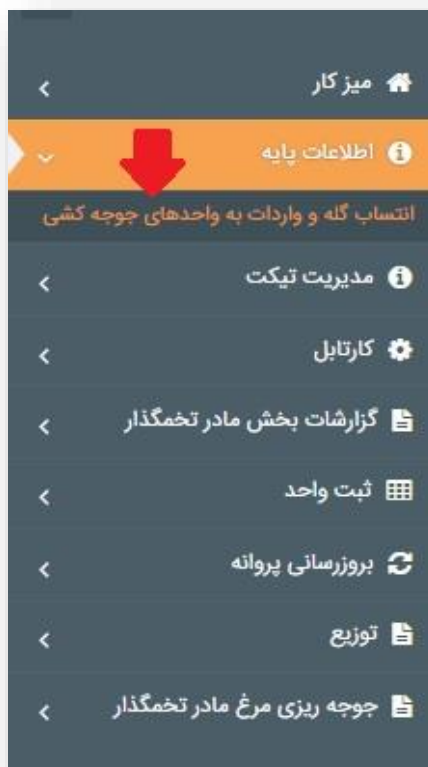 میز کار
اطلاعات پایه
انتساب گله و واردات به واحدهای جوجه کشی
مدیریت تیکت
کارتابل
گزارشات بخش مادر تخمگذار
ثبت واحد
بروزرسانی پروانه
توزیع
جوجه ریزی مرغ مادر تخمگذار